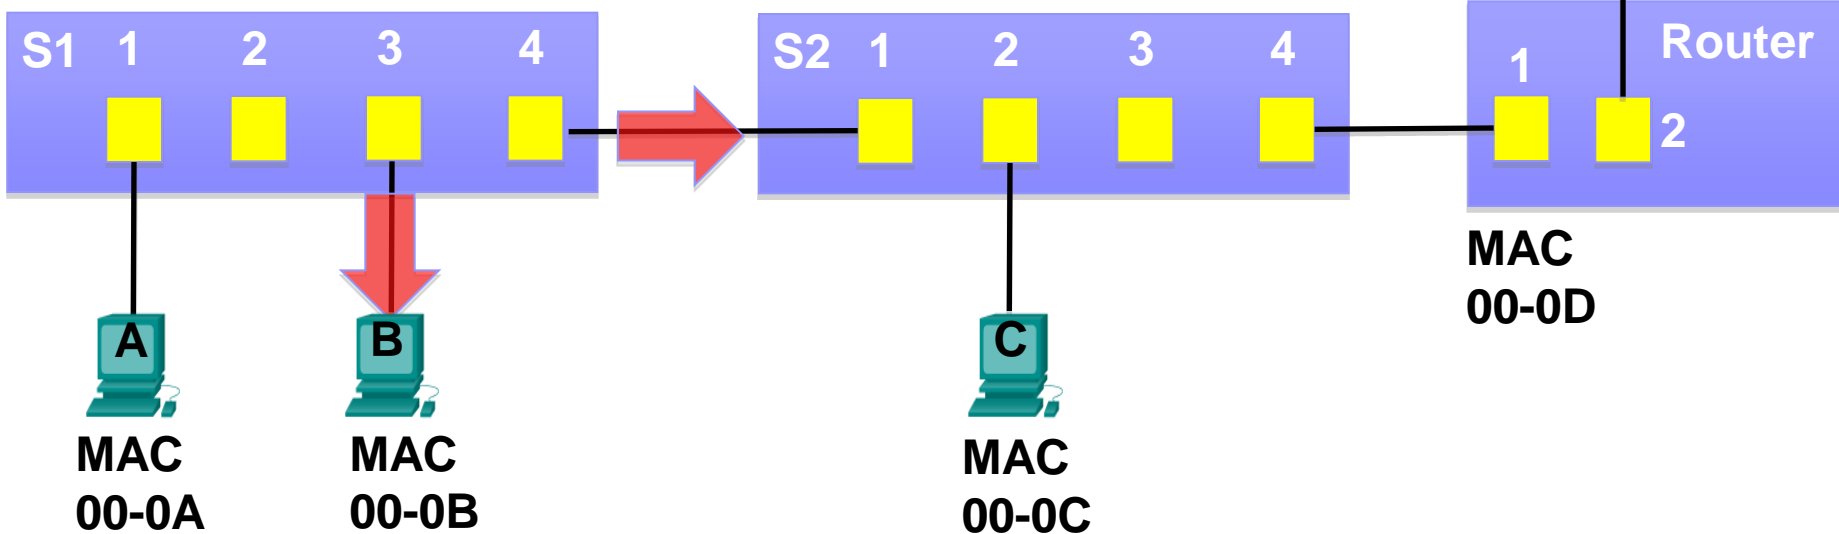 S1 1 2 3 4
S2 1 2 3 4
Router
1
2
MAC
00-0D
A
B
C
MAC
00-0A
MAC
00-0B
MAC
00-0C